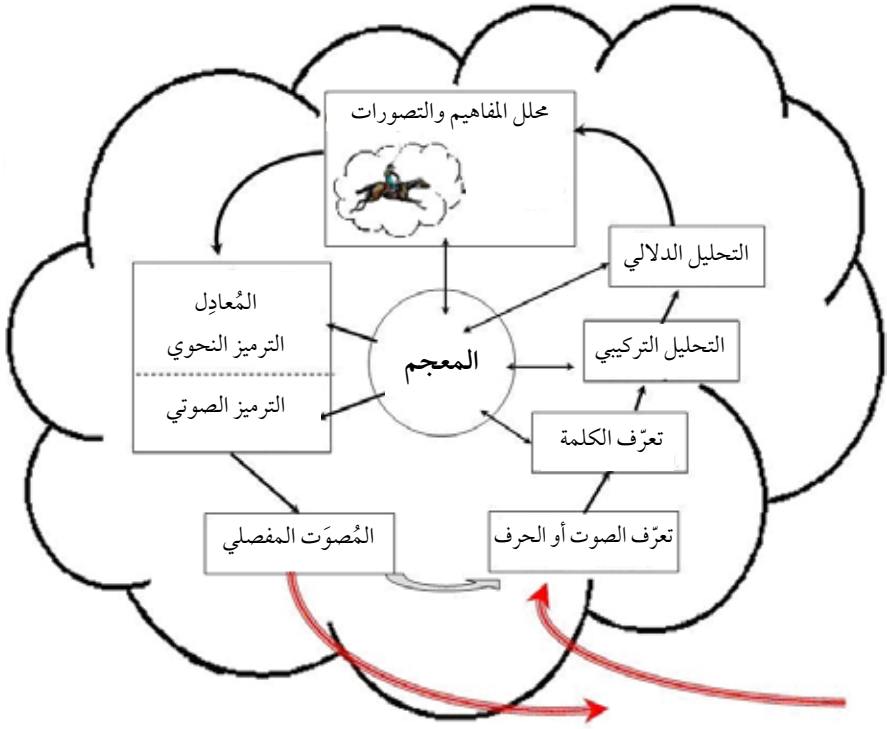 محلل المفاهيم والتصورات
التحليل الدلالي
المُعادِل
الترميز النحوي
التحليل التركيبي
المعجم
الترميز الصوتي
تعرّف الكلمة
المُصوَت المفصلي
تعرّف الصوت أو الحرف